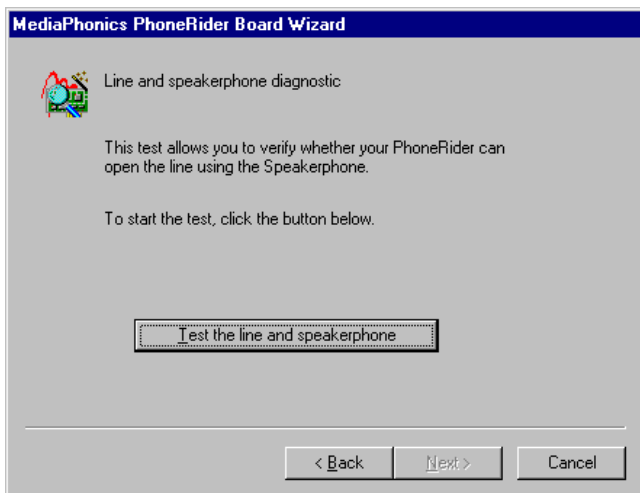 MediaPhonics PhoneRider Board Wizard
Line and speakerphone diagnostic
This test allows you to verify whether your PhoneRider can
open the line using the Speakerphone.
To start the test, click the button below.
Test the line and speakerphone
< Back
Next >
Cancel